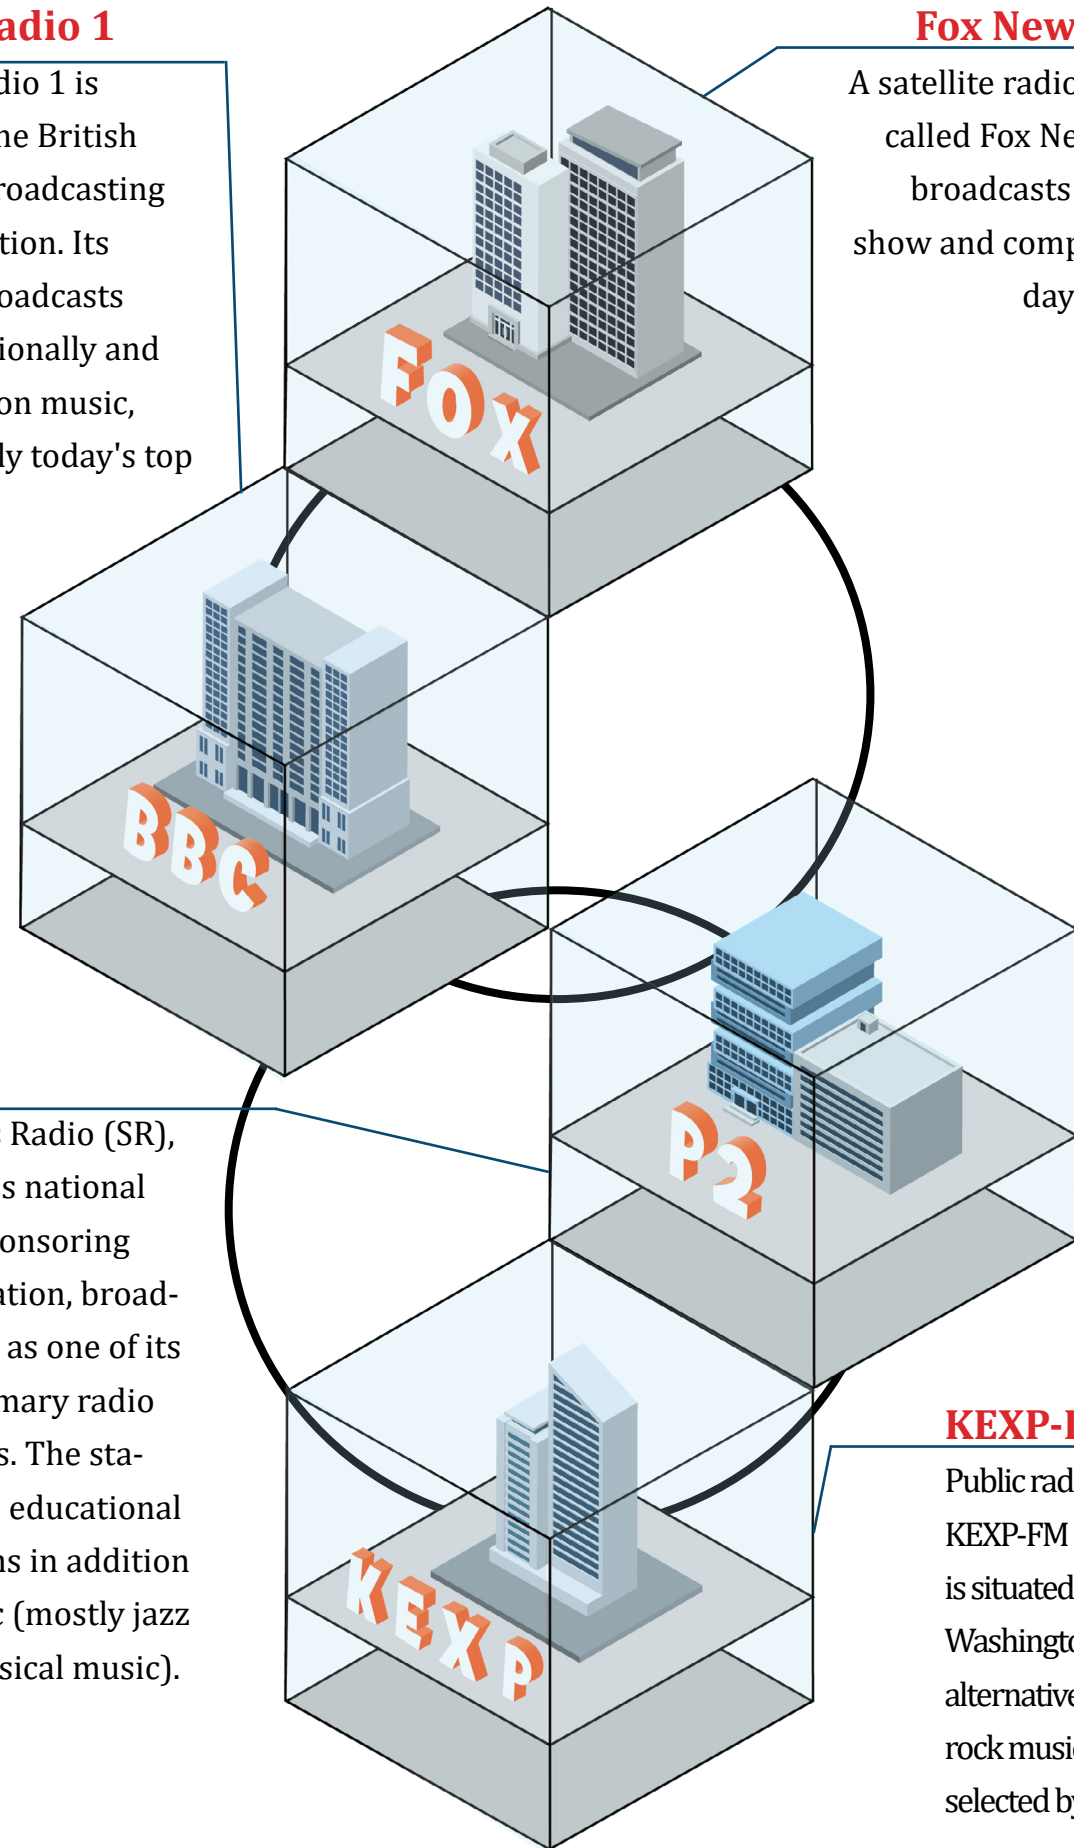 adio 1
dio 1 is
he British
roadcasting
tion. Its
oadcasts
ionally and
on music,
ly today's top
Fox New
A satellite radio
called Fox Ne
broadcasts
show and comp
day
FOX
BBC
P2
s Radio (SR),
s national
onsoring
ation, broad-
as one of its
mary radio
s. The sta-
educational
ns in addition
c (mostly jazz
sical music).
KEXP
KEXP-F
Public rad
KEXP-FM
is situated
Washingto
alternative
rock music
selected by